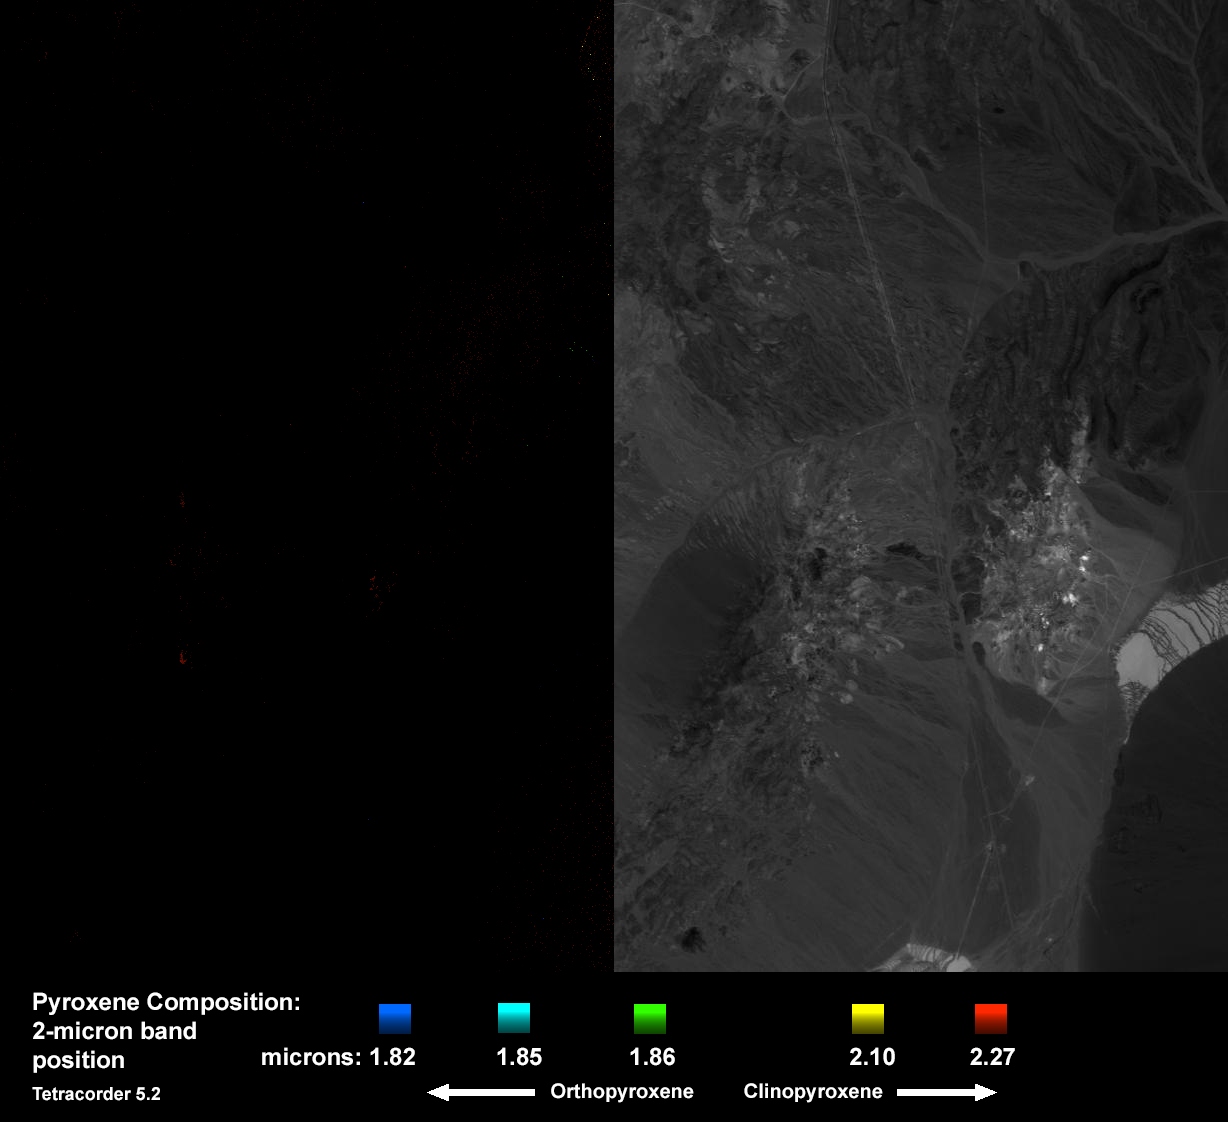 Pyroxene Composition:
2-micron band
position
microns: 1.82 1.85 1.86 2.10 2.27
Tetracorder 5.2
Orthopyroxene Clinopyroxene